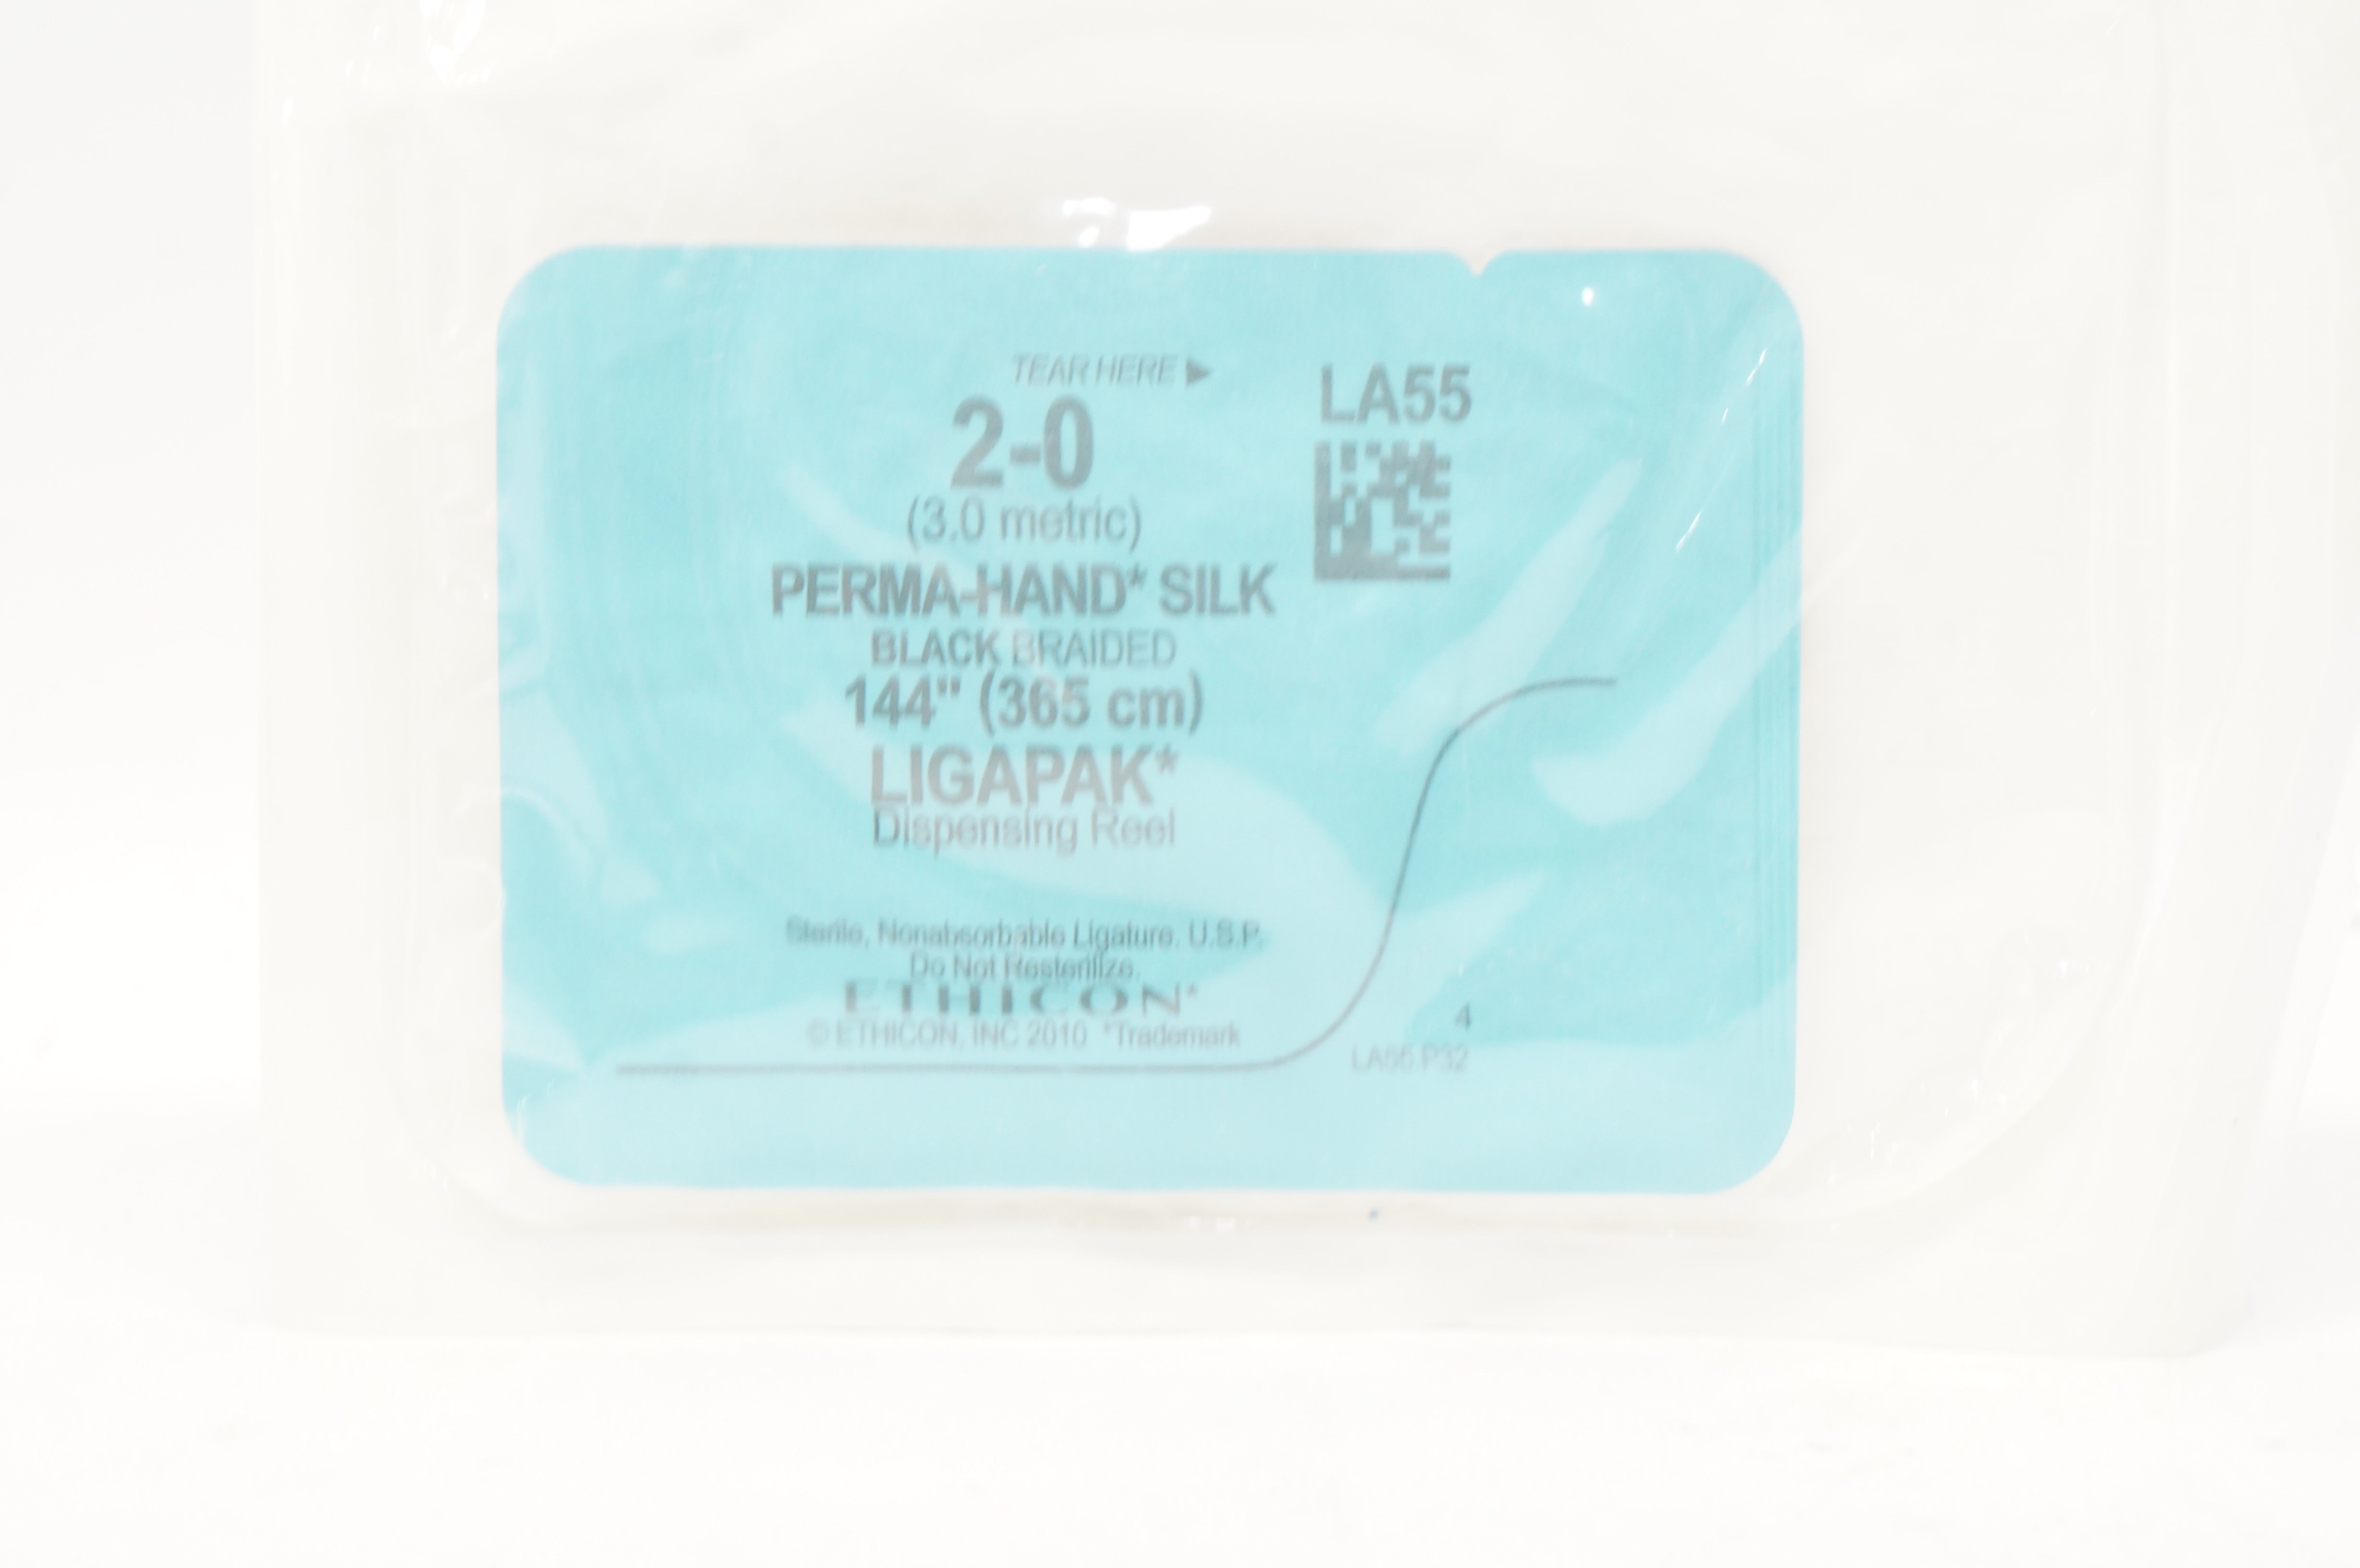 TEAR HERE ▶
2-0
(3.0 metric)
PERMA-HAND* SILK
BLACK BRAIDED
144" (365 cm)
LIGAPAK*
Dispensing Reel
LA55
Sterile, Nonabsorbable Ligature. U.S.P.
Do Not Resterilize.
ETHICON*
© ETHICON, INC 2010 *Trademark
4
LA55.P32